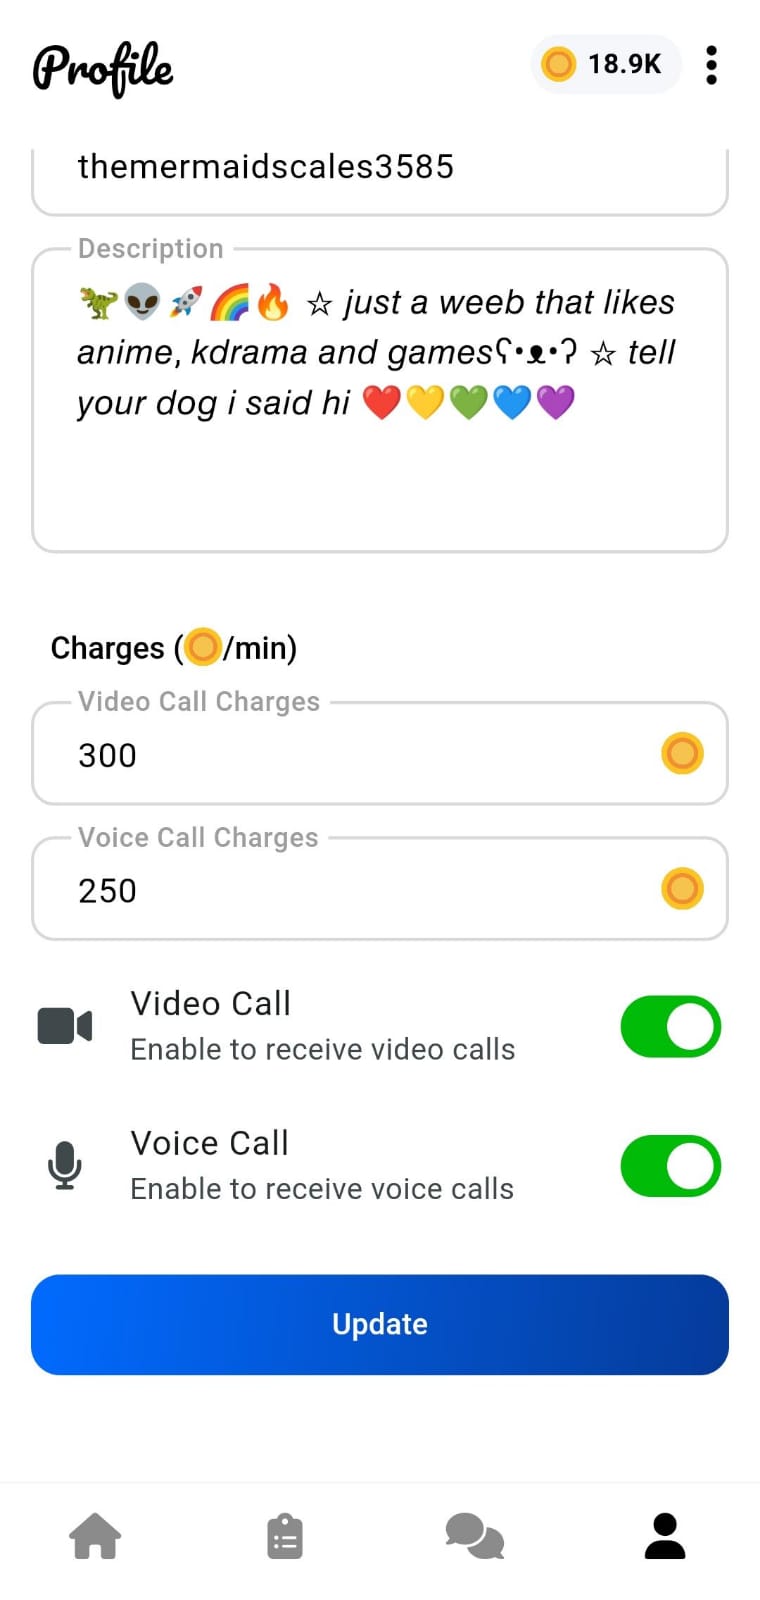 Profile
18.9K
themermaidscales3585
Description
🦖👽🚀🌈🔥 ☆ just a weeb that likes
anime, kdrama and gamesʕ•ᴥ•ʔ ☆ tell
your dog i said hi ❤️💛💚💙💜
Charges (🟡/min)
Video Call Charges
300
Voice Call Charges
250
Video Call
Enable to receive video calls
Voice Call
Enable to receive voice calls
Update